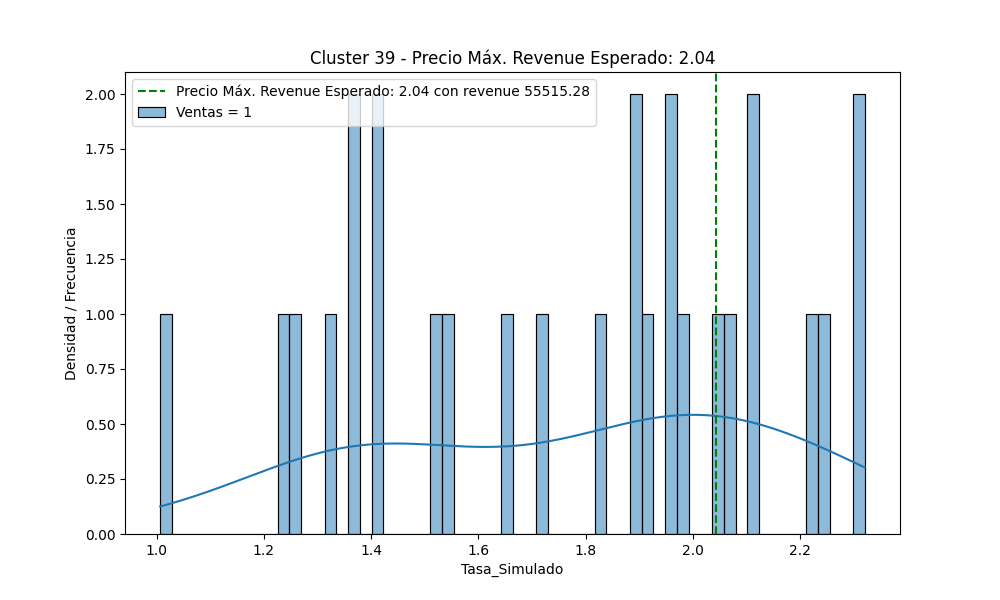 Cluster 39 - Precio Máx. Revenue Esperado: 2.04
Precio Máx. Revenue Esperado: 2.04 con revenue 55515.28
Ventas = 1
Densidad / Frecuencia
2.00
1.75
1.50
1.25
1.00
0.75
0.50
0.25
0.00
1.0 1.2 1.4 1.6 1.8 2.0 2.2
Tasa_Simulado